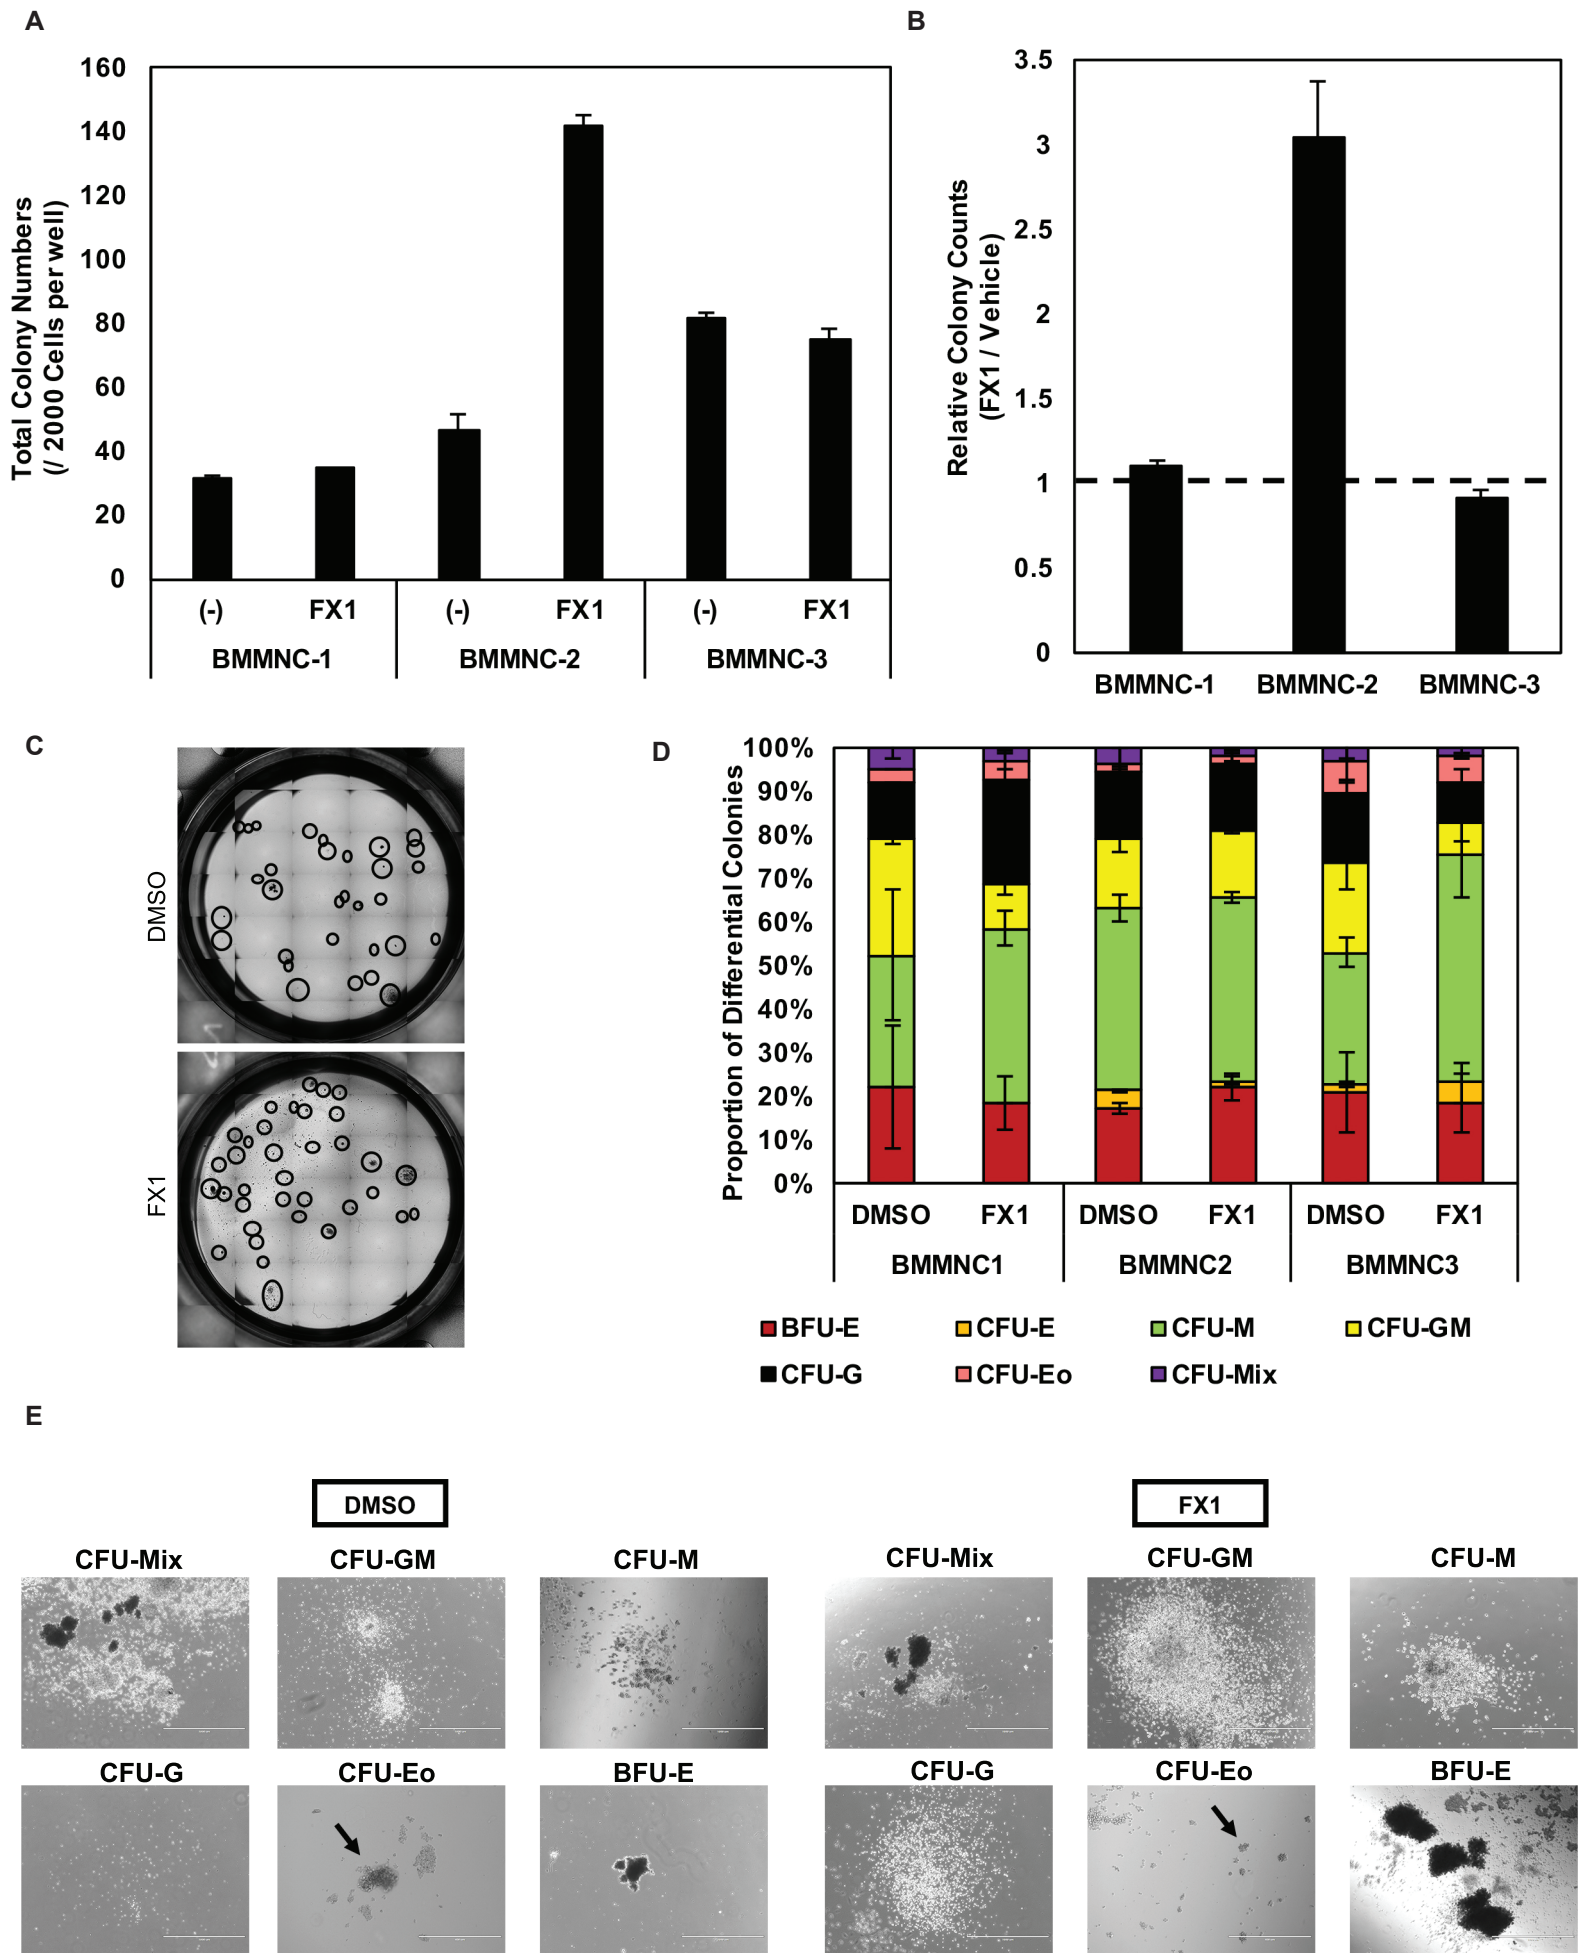 A
160
140
120
100
80
60
40
20
0
Total Colony Numbers
(/ 2000 Cells per well)
(-) FX1 (-) FX1 (-) FX1
BMMNC-1 BMMNC-2 BMMNC-3
B
3.5
3
2.5
2
1.5
1
0.5
0
Relative Colony Counts
(FX1 / Vehicle)
BMMNC-1 BMMNC-2 BMMNC-3
C
DMSO
FX1
D
100%
90%
80%
70%
60%
50%
40%
30%
20%
10%
0%
Proportion of Differential Colonies
DMSO FX1 DMSO FX1 DMSO FX1
BMMNC1 BMMNC2 BMMNC3
BFU-E CFU-E CFU-M CFU-GM
CFU-G CFU-Eo CFU-Mix
E
DMSO FX1
CFU-Mix CFU-GM CFU-M CFU-Mix CFU-GM CFU-M
CFU-G CFU-Eo BFU-E CFU-G CFU-Eo BFU-E